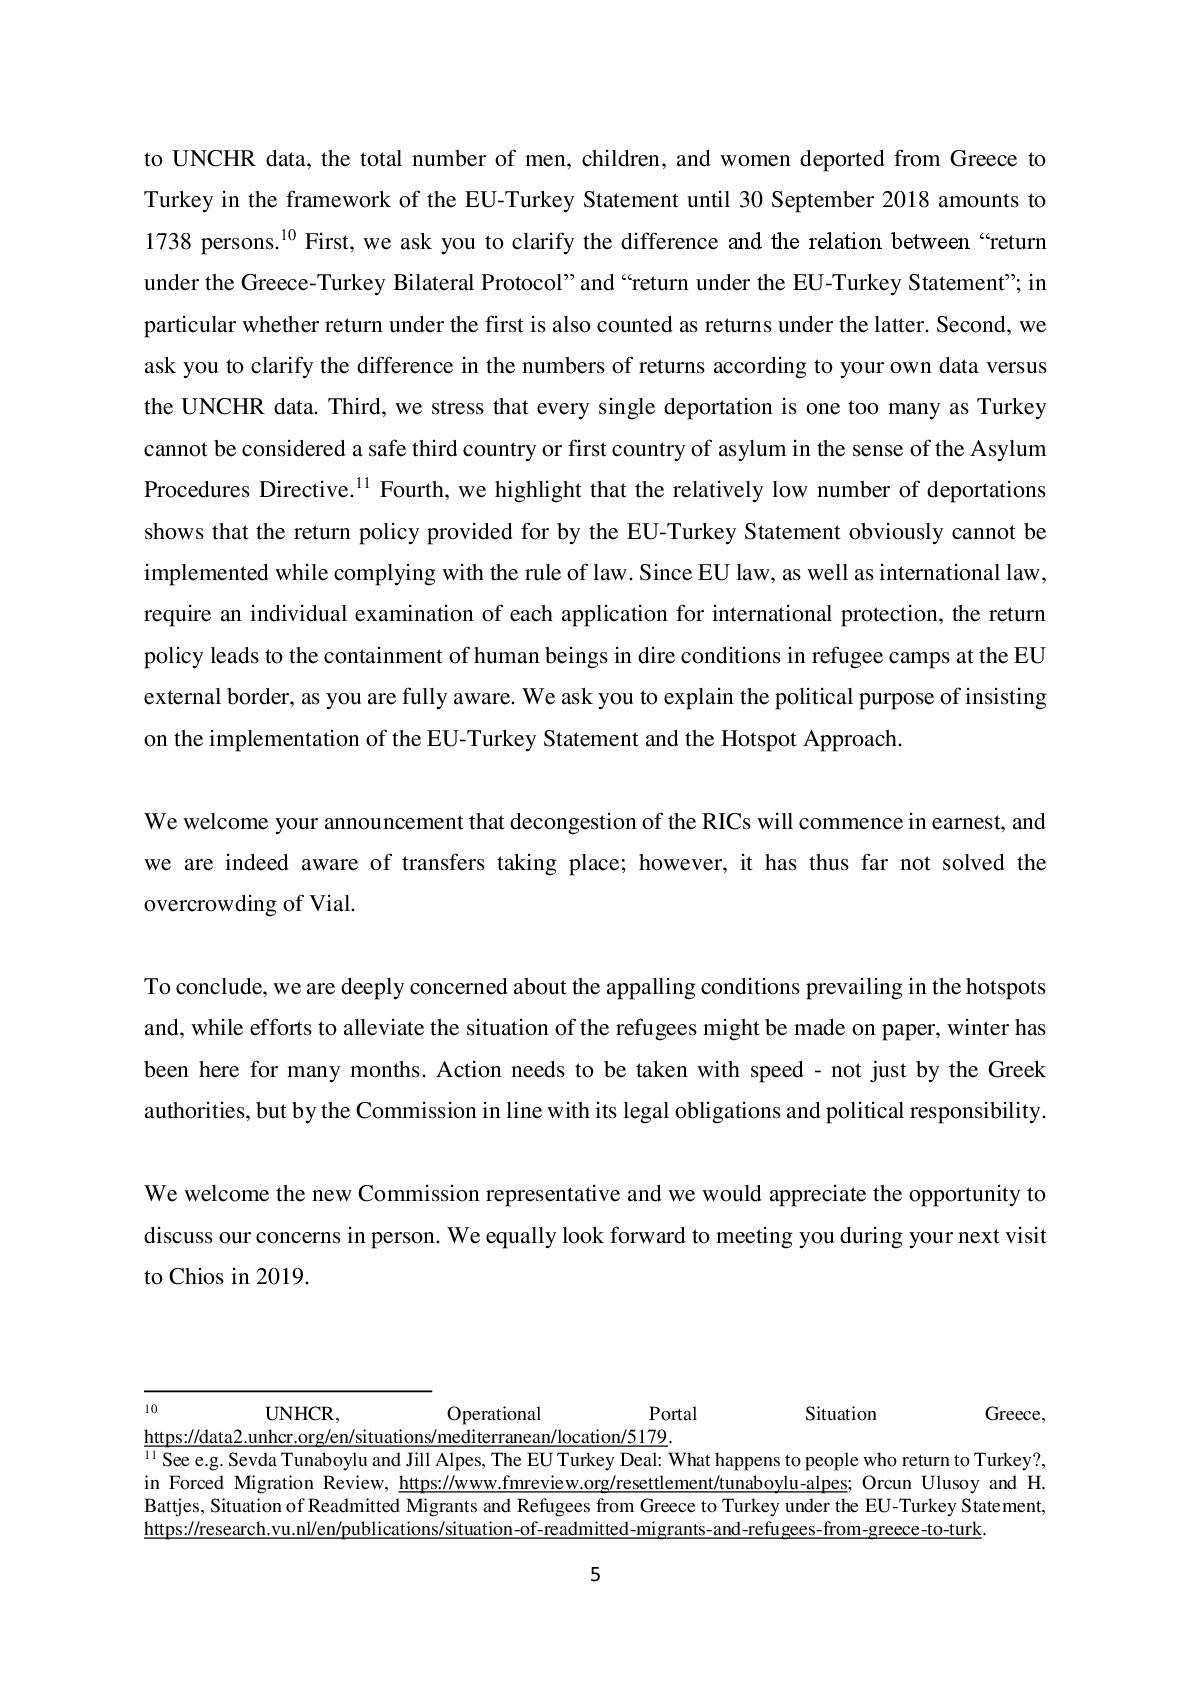 to UNCHR data, the total number of men, children, and women deported from Greece to
Turkey in the framework of the EU-Turkey Statement until 30 September 2018 amounts to
1738 persons.10 First, we ask you to clarify the difference and the relation between “return
under the Greece-Turkey Bilateral Protocol” and “return under the EU-Turkey Statement”; in
particular whether return under the first is also counted as returns under the latter. Second, we
ask you to clarify the difference in the numbers of returns according to your own data versus
the UNCHR data. Third, we stress that every single deportation is one too many as Turkey
cannot be considered a safe third country or first country of asylum in the sense of the Asylum
Procedures Directive.11 Fourth, we highlight that the relatively low number of deportations
shows that the return policy provided for by the EU-Turkey Statement obviously cannot be
implemented while complying with the rule of law. Since EU law, as well as international law,
require an individual examination of each application for international protection, the return
policy leads to the containment of human beings in dire conditions in refugee camps at the EU
external border, as you are fully aware. We ask you to explain the political purpose of insisting
on the implementation of the EU-Turkey Statement and the Hotspot Approach.
We welcome your announcement that decongestion of the RICs will commence in earnest, and
we are indeed aware of transfers taking place; however, it has thus far not solved the
overcrowding of Vial.
To conclude, we are deeply concerned about the appalling conditions prevailing in the hotspots
and, while efforts to alleviate the situation of the refugees might be made on paper, winter has
been here for many months. Action needs to be taken with speed - not just by the Greek
authorities, but by the Commission in line with its legal obligations and political responsibility.
We welcome the new Commission representative and we would appreciate the opportunity to
discuss our concerns in person. We equally look forward to meeting you during your next visit
to Chios in 2019.
10 UNHCR, Operational Portal Situation Greece,
https://data2.unhcr.org/en/situations/mediterranean/location/5179.
11 See e.g. Sevda Tunaboylu and Jill Alpes, The EU Turkey Deal: What happens to people who return to Turkey?,
in Forced Migration Review, https://www.fmreview.org/resettlement/tunaboylu-alpes; Orcun Ulusoy and H.
Battjes, Situation of Readmitted Migrants and Refugees from Greece to Turkey under the EU-Turkey Statement,
https://research.vu.nl/en/publications/situation-of-readmitted-migrants-and-refugees-from-greece-to-turk.
5